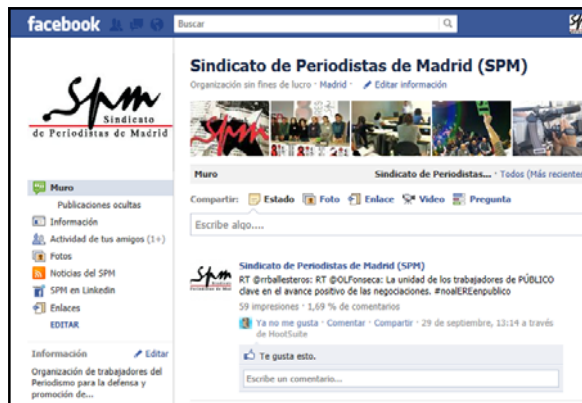 facebook
Buscar
Spm
Sindicato
de Periodistas de Madrid
Muro
Publicaciones ocultas
Información
Actividad de tus amigos (1+)
Fotos
Noticias del SPM
SPM en Linkedin
Enlaces
EDITAR
Información Editar
Organización de trabajadores del
Periodismo para la defensa y
promoción de...
Sindicato de Periodistas de Madrid (SPM)
Organización sin fines de lucro · Madrid · Editar información
Spm
Muro Sindicato de Periodistas... · Todos (Más recientes
Compartir: Estado Foto Enlace Video Pregunta
Escribe algo....
Spm
Sindicato de Periodistas de Madrid (SPM)
RT @rrballesteros: RT @OLFonseca: La unidad de los trabajadores de PÚBLICO
clave en el avance positivo de las negociaciones. #noalEREenpublico
59 impresiones · 1,69 % de comentarios
Ya no me gusta · Comentar · Compartir · 29 de septiembre, 13:14 a través
de HootSuite
Te gusta esto.
Escribe un comentario...